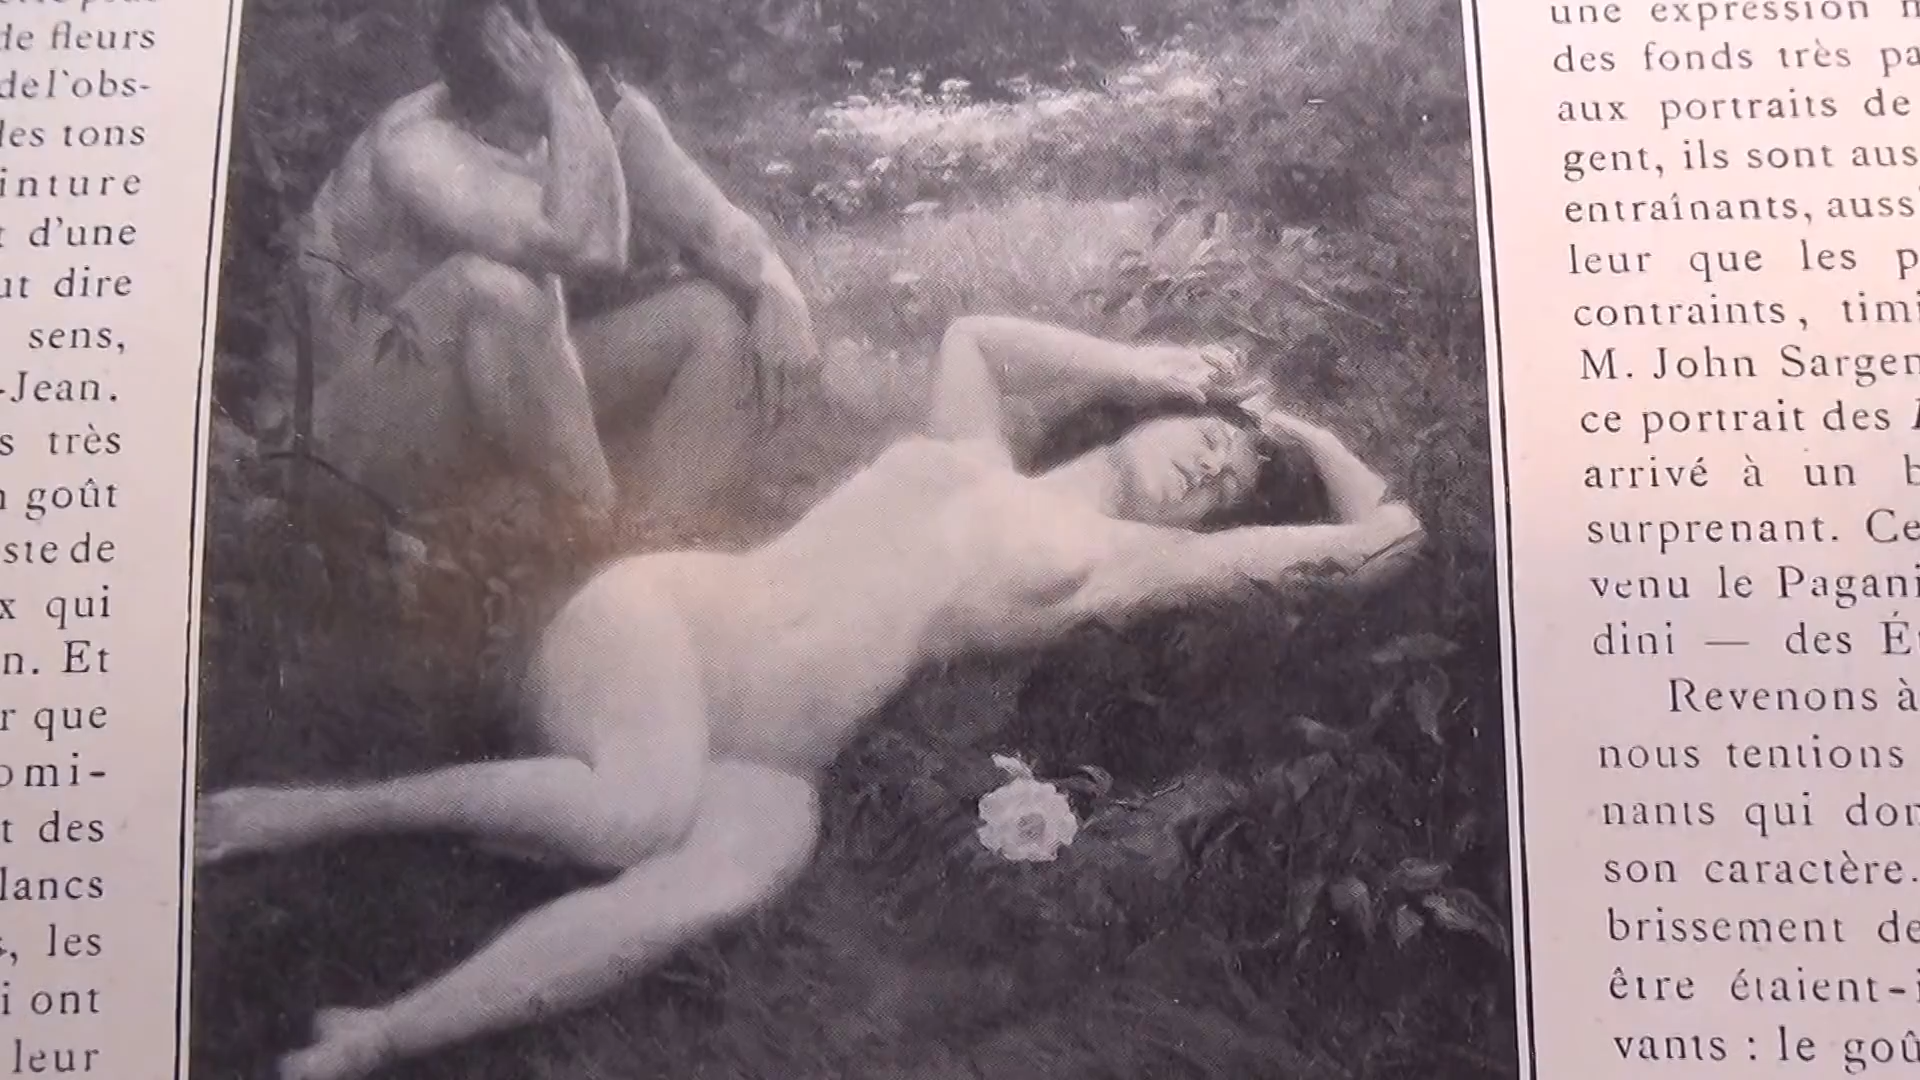 de fleurs
de l'obs-
les tons
inture
d'une
ut dire
sens,
-Jean.
s très
n goût
ste de
x qui
n. Et
r que
omi-
t des
lancs
s, les
i ont
leur
une expression
des fonds très pa
aux portraits de
gent, ils sont aus
entraînants, auss
leur que les p
contraints, timi
M. John Sargen
ce portrait des
arrivé à un b
surprenant. Ce
venu le Pagani
dini — des É
Revenons à
nous tentions
nants qui don
son caractère.
brissement de
être étaient-i
vants : le goû